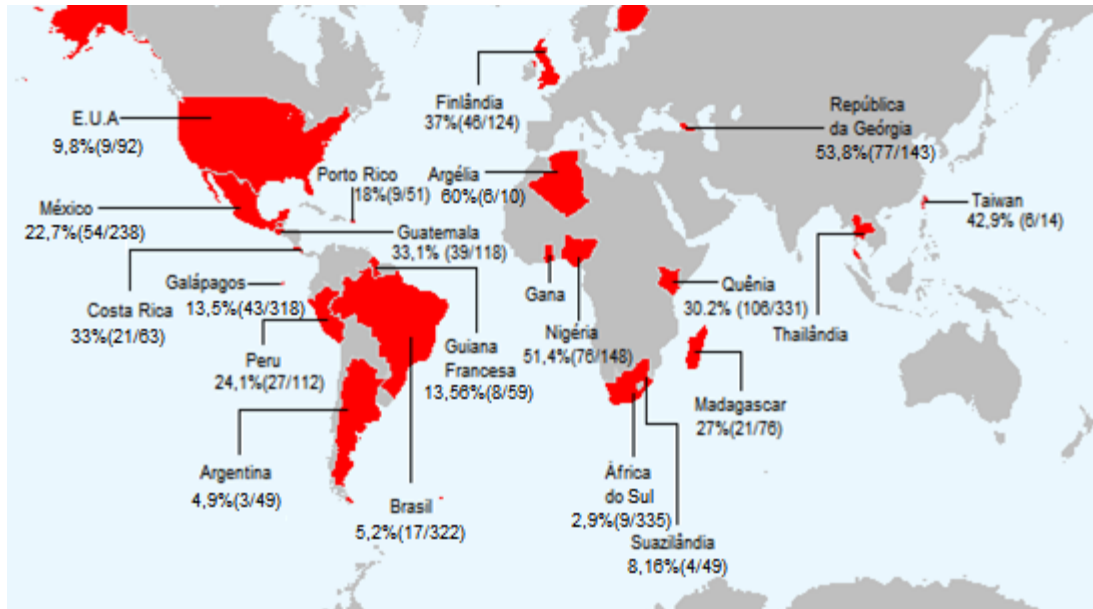 E.U.A
9,8%(9/92)
México
22,7%(54/238)
Costa Rica
33%(21/63)
Galápagos
13,5%(43/318)
Peru
24,1%(27/112)
Argentina
4,9%(3/49)
Porto Rico
18%(9/51)
Guatemala
33,1% (39/118)
Guiana
Francesa
13,56%(8/59)
Brasil
5,2%(17/322)
Finlândia
37%(46/124)
Argélia
60%(6/10)
Gana
Nigéria
51,4%(76/148)
África
do Sul
2,9%(9/335)
Suazilândia
8,16%(4/49)
Madagascar
27%(21/76)
Quênia
30.2% (106/331)
República
da Geórgia
53,8%(77/143)
Thailândia
Taiwan
42,9% (6/14)